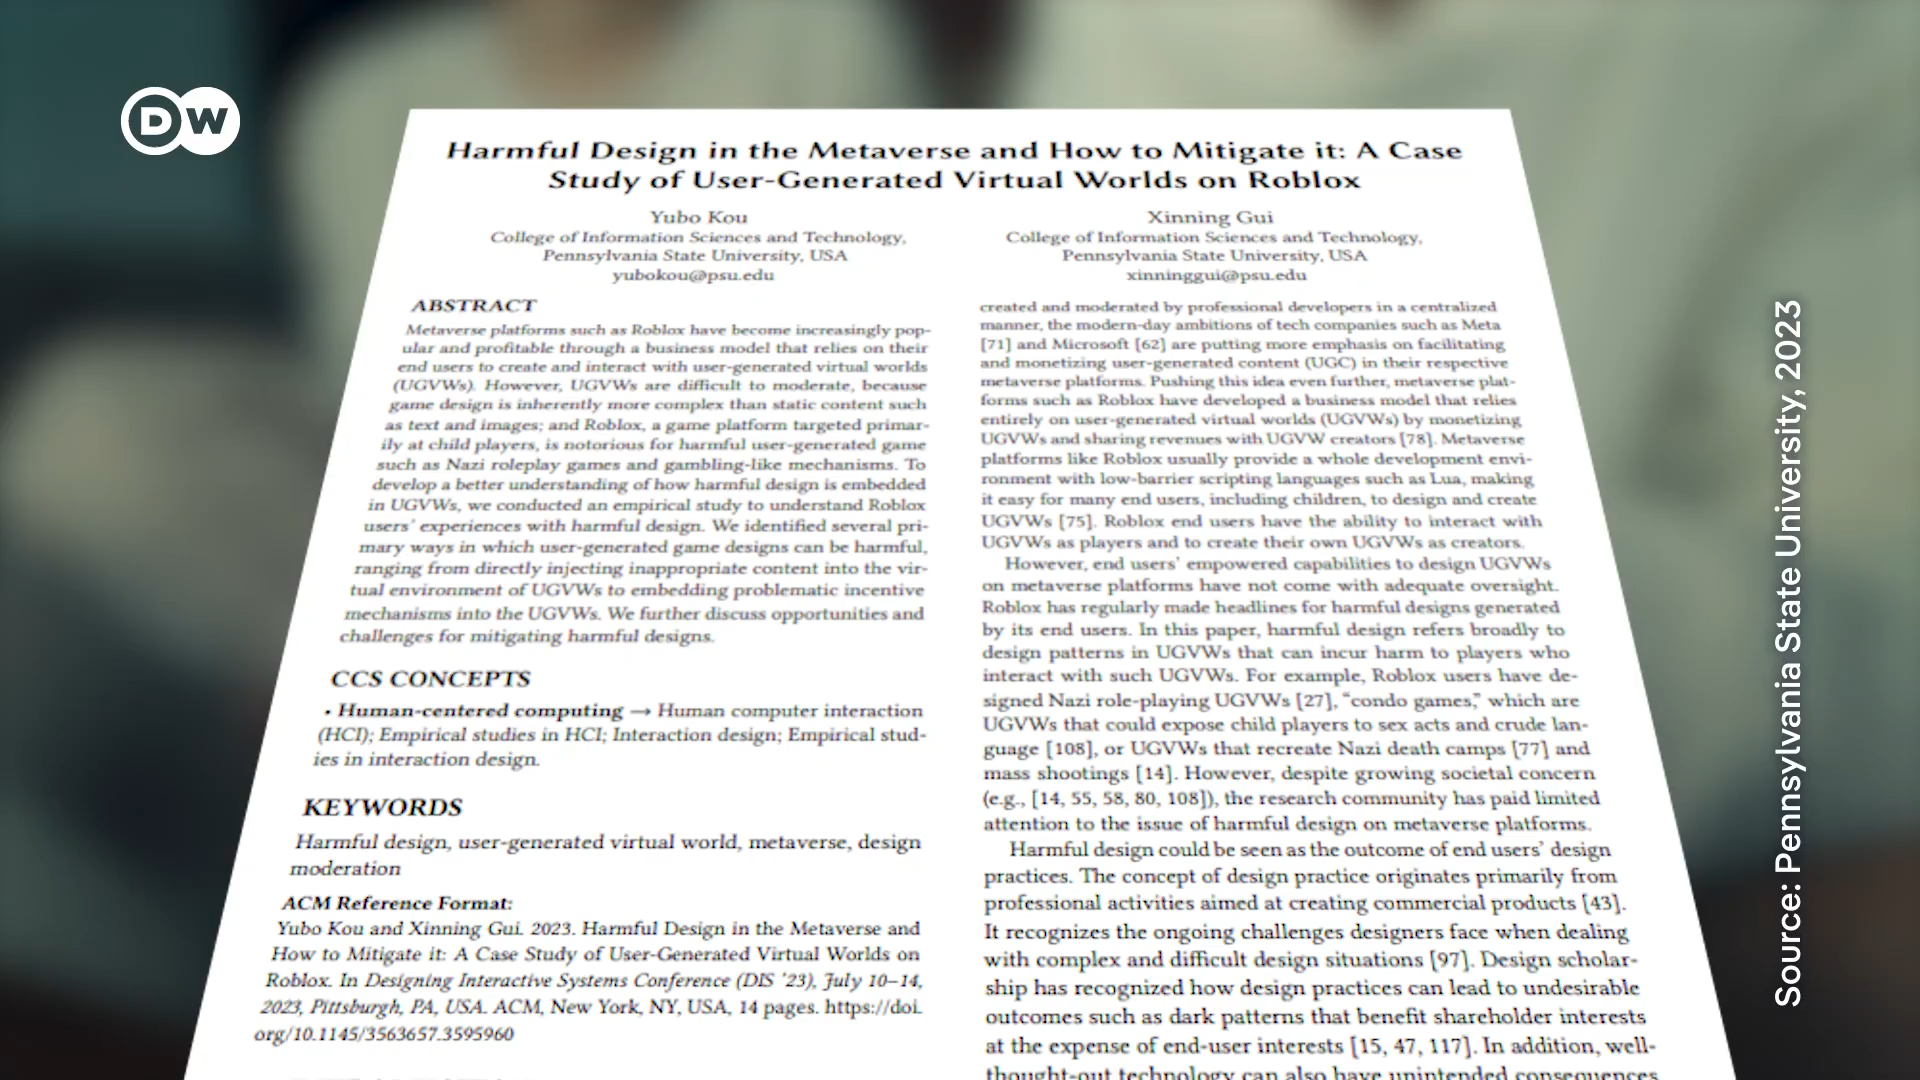 DW
Harmful Design in the Metaverse and How to Mitigate it: A Case
Study of User-Generated Virtual Worlds on Roblox
Yubo Kou
College of Information Sciences and Technology,
Pennsylvania State University, USA
yubokou@psu.edu
Xinning Gui
College of Information Sciences and Technology,
Pennsylvania State University, USA
xinninggui@psu.edu
ABSTRACT
Metaverse platforms such as Roblox have become increasingly pop-
ular and profitable through a business model that relies on their
end users to create and interact with user-generated virtual worlds
(UGVWs). However, UGVWs are difficult to moderate, because
game design is inherently more complex than static content such
as text and images; and Roblox, a game platform targeted primar-
ily at child players, is notorious for harmful user-generated game
such as Nazi roleplay games and gambling-like mechanisms. To
develop a better understanding of how harmful design is embedded
in UGVWs, we conducted an empirical study to understand Roblox
users' experiences with harmful design. We identified several pri-
mary ways in which user-generated game designs can be harmful,
ranging from directly injecting inappropriate content into the vir-
tual environment of UGVWs to embedding problematic incentive
mechanisms into the UGVWs. We further discuss opportunities and
challenges for mitigating harmful designs.
CCS CONCEPTS
• Human-centered computing → Human computer interaction
(HCI); Empirical studies in HCI; Interaction design; Empirical stud-
ies in interaction design.
KEYWORDS
Harmful design, user-generated virtual world, metaverse, design
moderation
ACM Reference Format:
Yubo Kou and Xinning Gui. 2023. Harmful Design in the Metaverse and
How to Mitigate it: A Case Study of User-Generated Virtual Worlds on
Roblox. In Designing Interactive Systems Conference (DIS '23), July 10–14,
2023, Pittsburgh, PA, USA. ACM, New York, NY, USA, 14 pages. https://doi.
org/10.1145/3563657.3595960
created and moderated by professional developers in a centralized
manner, the modern-day ambitions of tech companies such as Meta
[71] and Microsoft [62] are putting more emphasis on facilitating
and monetizing user-generated content (UGC) in their respective
metaverse platforms. Pushing this idea even further, metaverse plat-
forms such as Roblox have developed a business model that relies
entirely on user-generated virtual worlds (UGVWs) by monetizing
UGVWs and sharing revenues with UGVW creators [78]. Metaverse
platforms like Roblox usually provide a whole development envi-
ronment with low-barrier scripting languages such as Lua, making
it easy for many end users, including children, to design and create
UGVWs [75]. Roblox end users have the ability to interact with
UGVWs as players and to create their own UGVWs as creators.
However, end users' empowered capabilities to design UGVWs
on metaverse platforms have not come with adequate oversight.
Roblox has regularly made headlines for harmful designs generated
by its end users. In this paper, harmful design refers broadly to
design patterns in UGVWs that can incur harm to players who
interact with such UGVWs. For example, Roblox users have de-
signed Nazi role-playing UGVWs [27], “condo games,” which are
UGVWs that could expose child players to sex acts and crude lan-
guage [108], or UGVWs that recreate Nazi death camps [77] and
mass shootings [14]. However, despite growing societal concern
(e.g., [14, 55, 58, 80, 108]), the research community has paid limited
attention to the issue of harmful design on metaverse platforms.
Harmful design could be seen as the outcome of end users' design
practices. The concept of design practice originates primarily from
professional activities aimed at creating commercial products [43].
It recognizes the ongoing challenges designers face when dealing
with complex and difficult design situations [97]. Design scholar-
ship has recognized how design practices can lead to undesirable
outcomes such as dark patterns that benefit shareholder interests
at the expense of end-user interests [15, 47, 117]. In addition, well-
thought-out technology can also have unintended consequences
Source: Pennsylvania State University, 2023